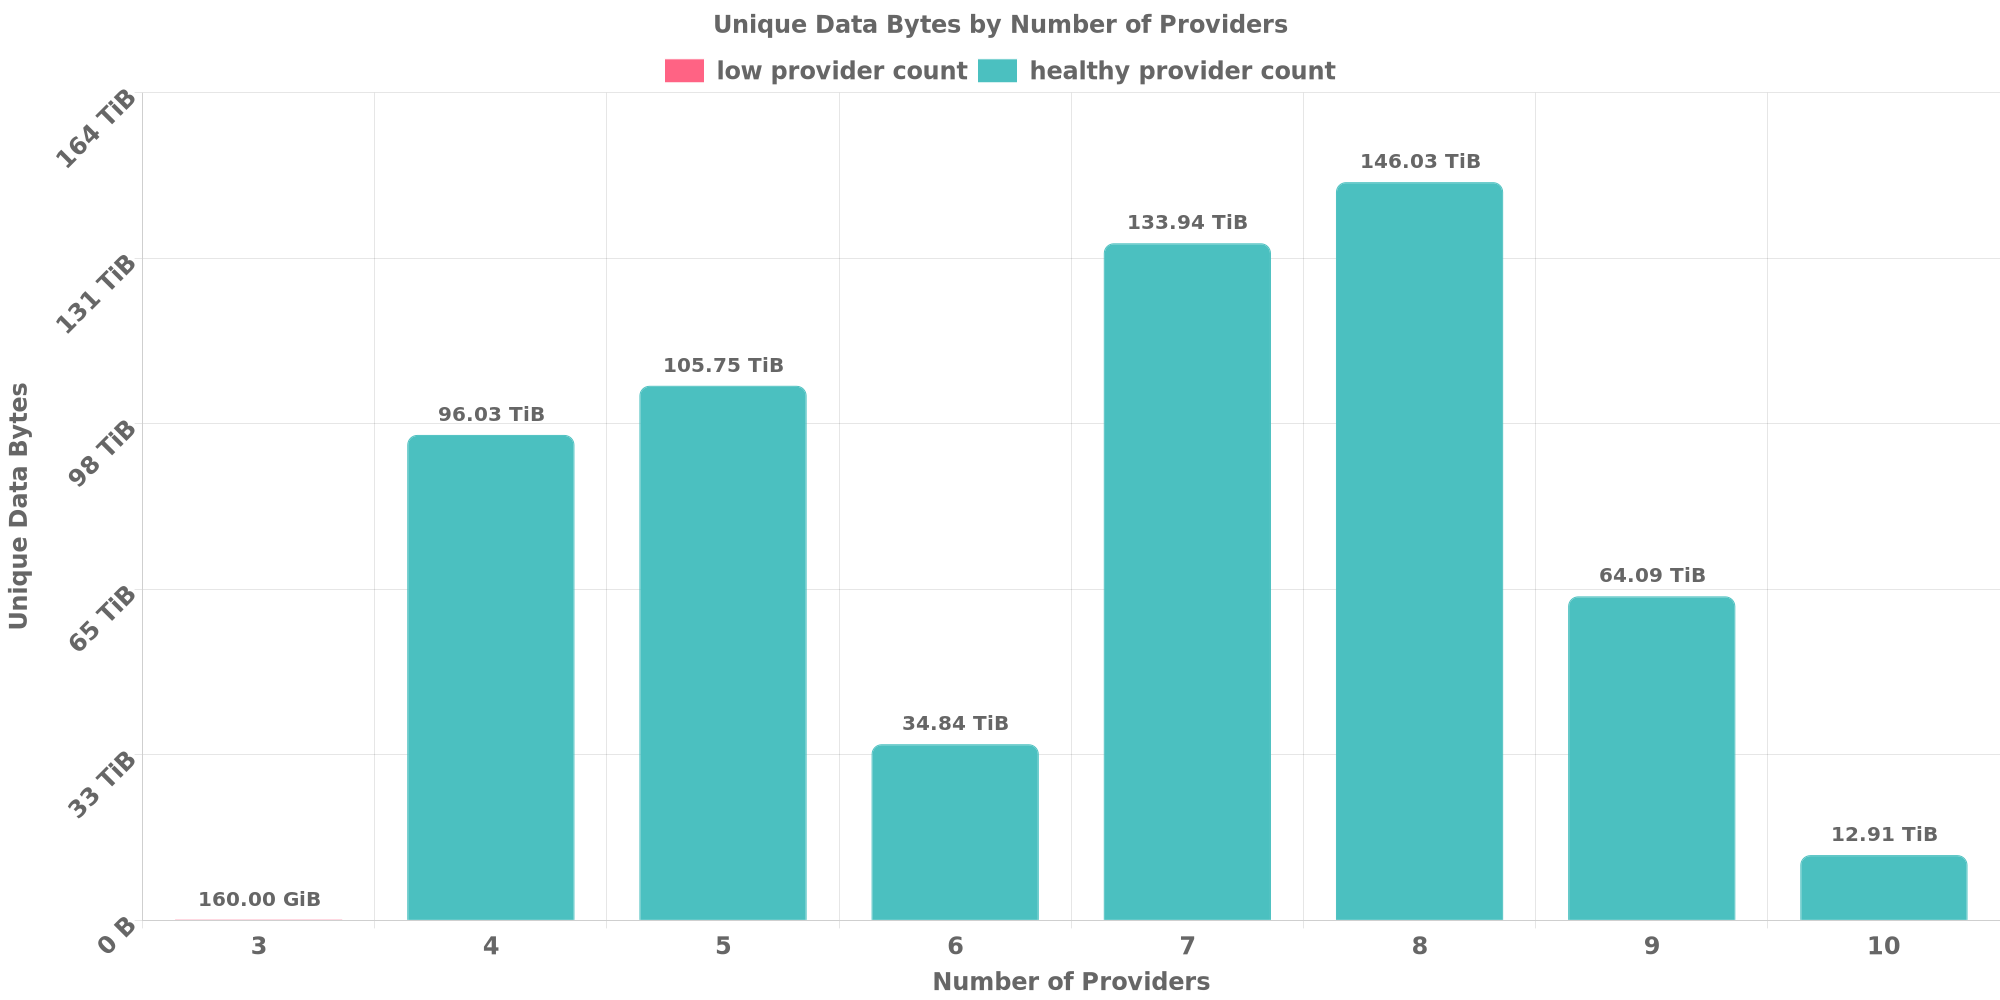 Unique Data Bytes by Number of Providers
low provider count healthy provider count
164 TiB
131 TiB
98 TiB
65 TiB
33 TiB
0 B
Unique Data Bytes
160.00 GiB
96.03 TiB
105.75 TiB
34.84 TiB
133.94 TiB
146.03 TiB
64.09 TiB
12.91 TiB
3 4 5 6 7 8 9 10
Number of Providers